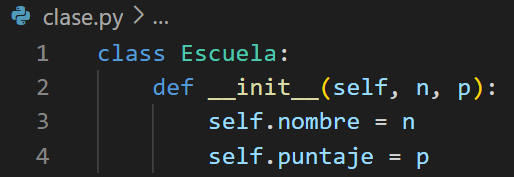 clase.py > ...
1 class Escuela:
2     def __init__(self, n, p):
3         self.nombre = n
4         self.puntaje = p